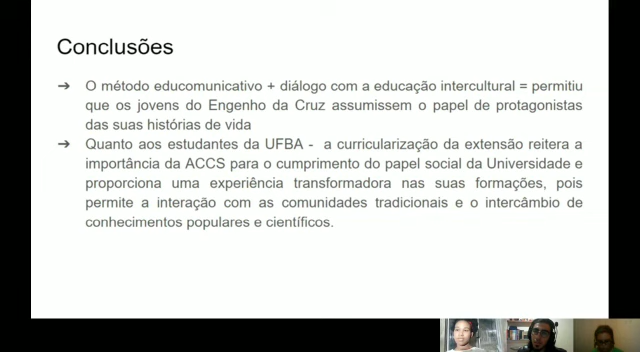 Conclusões
➔ O método educomunicativo + diálogo com a educação intercultural = permitiu
que os jovens do Engenho da Cruz assumissem o papel de protagonistas
das suas histórias de vida
➔ Quanto aos estudantes da UFBA - a curricularização da extensão reitera a
importância da ACCS para o cumprimento do papel social da Universidade e
proporciona uma experiência transformadora nas suas formações, pois
permite a interação com as comunidades tradicionais e o intercâmbio de
conhecimentos populares e científicos.